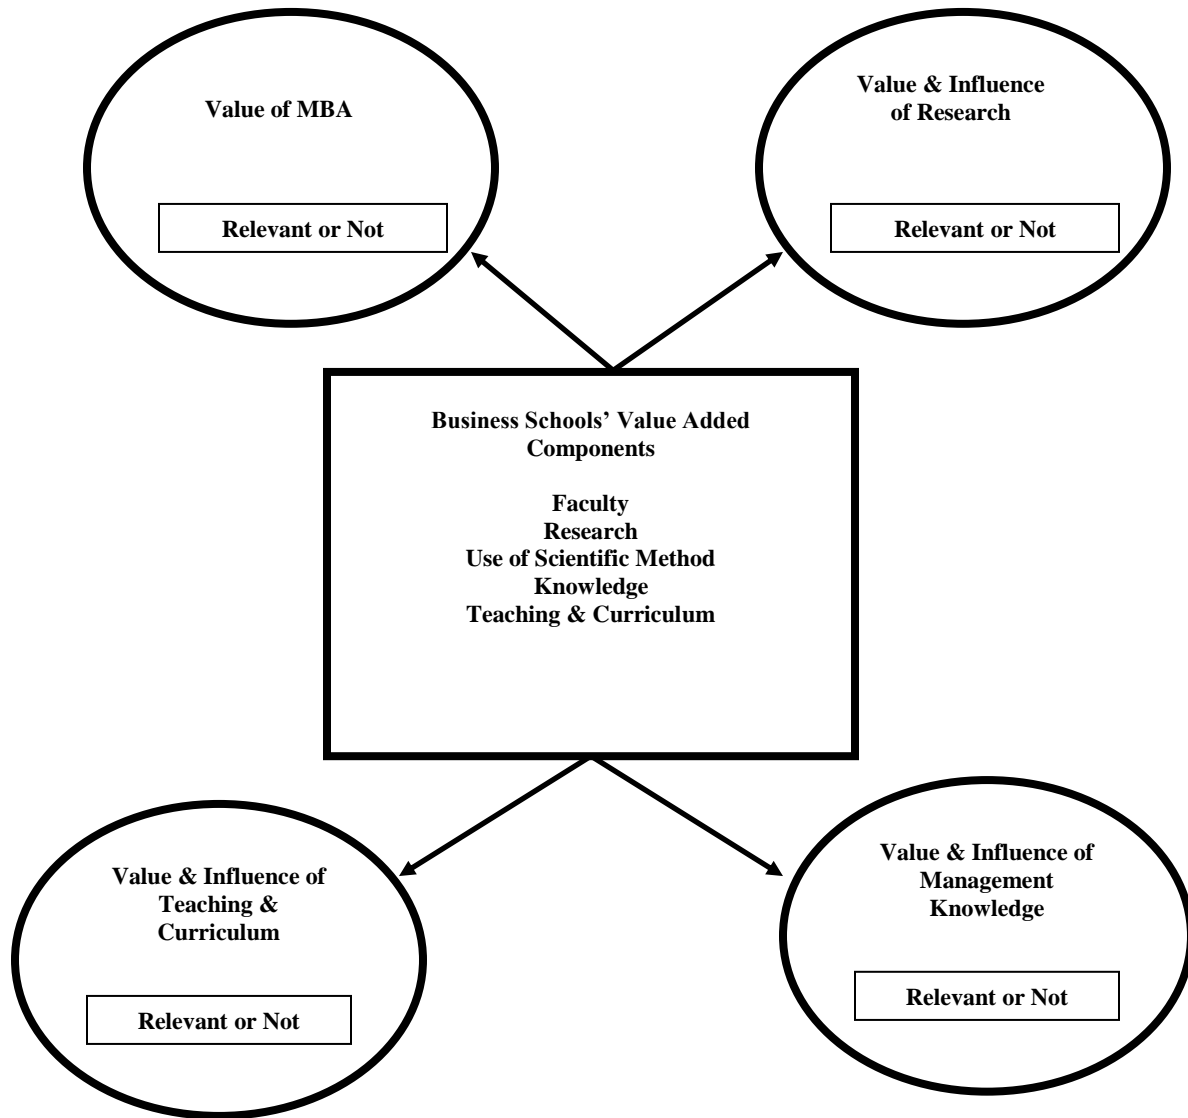 Value of MBA
Relevant or Not
Value & Influence
of Research
Relevant or Not
Business Schools’ Value Added
Components
Faculty
Research
Use of Scientific Method
Knowledge
Teaching & Curriculum
Value & Influence of
Teaching &
Curriculum
Relevant or Not
Value & Influence of
Management
Knowledge
Relevant or Not